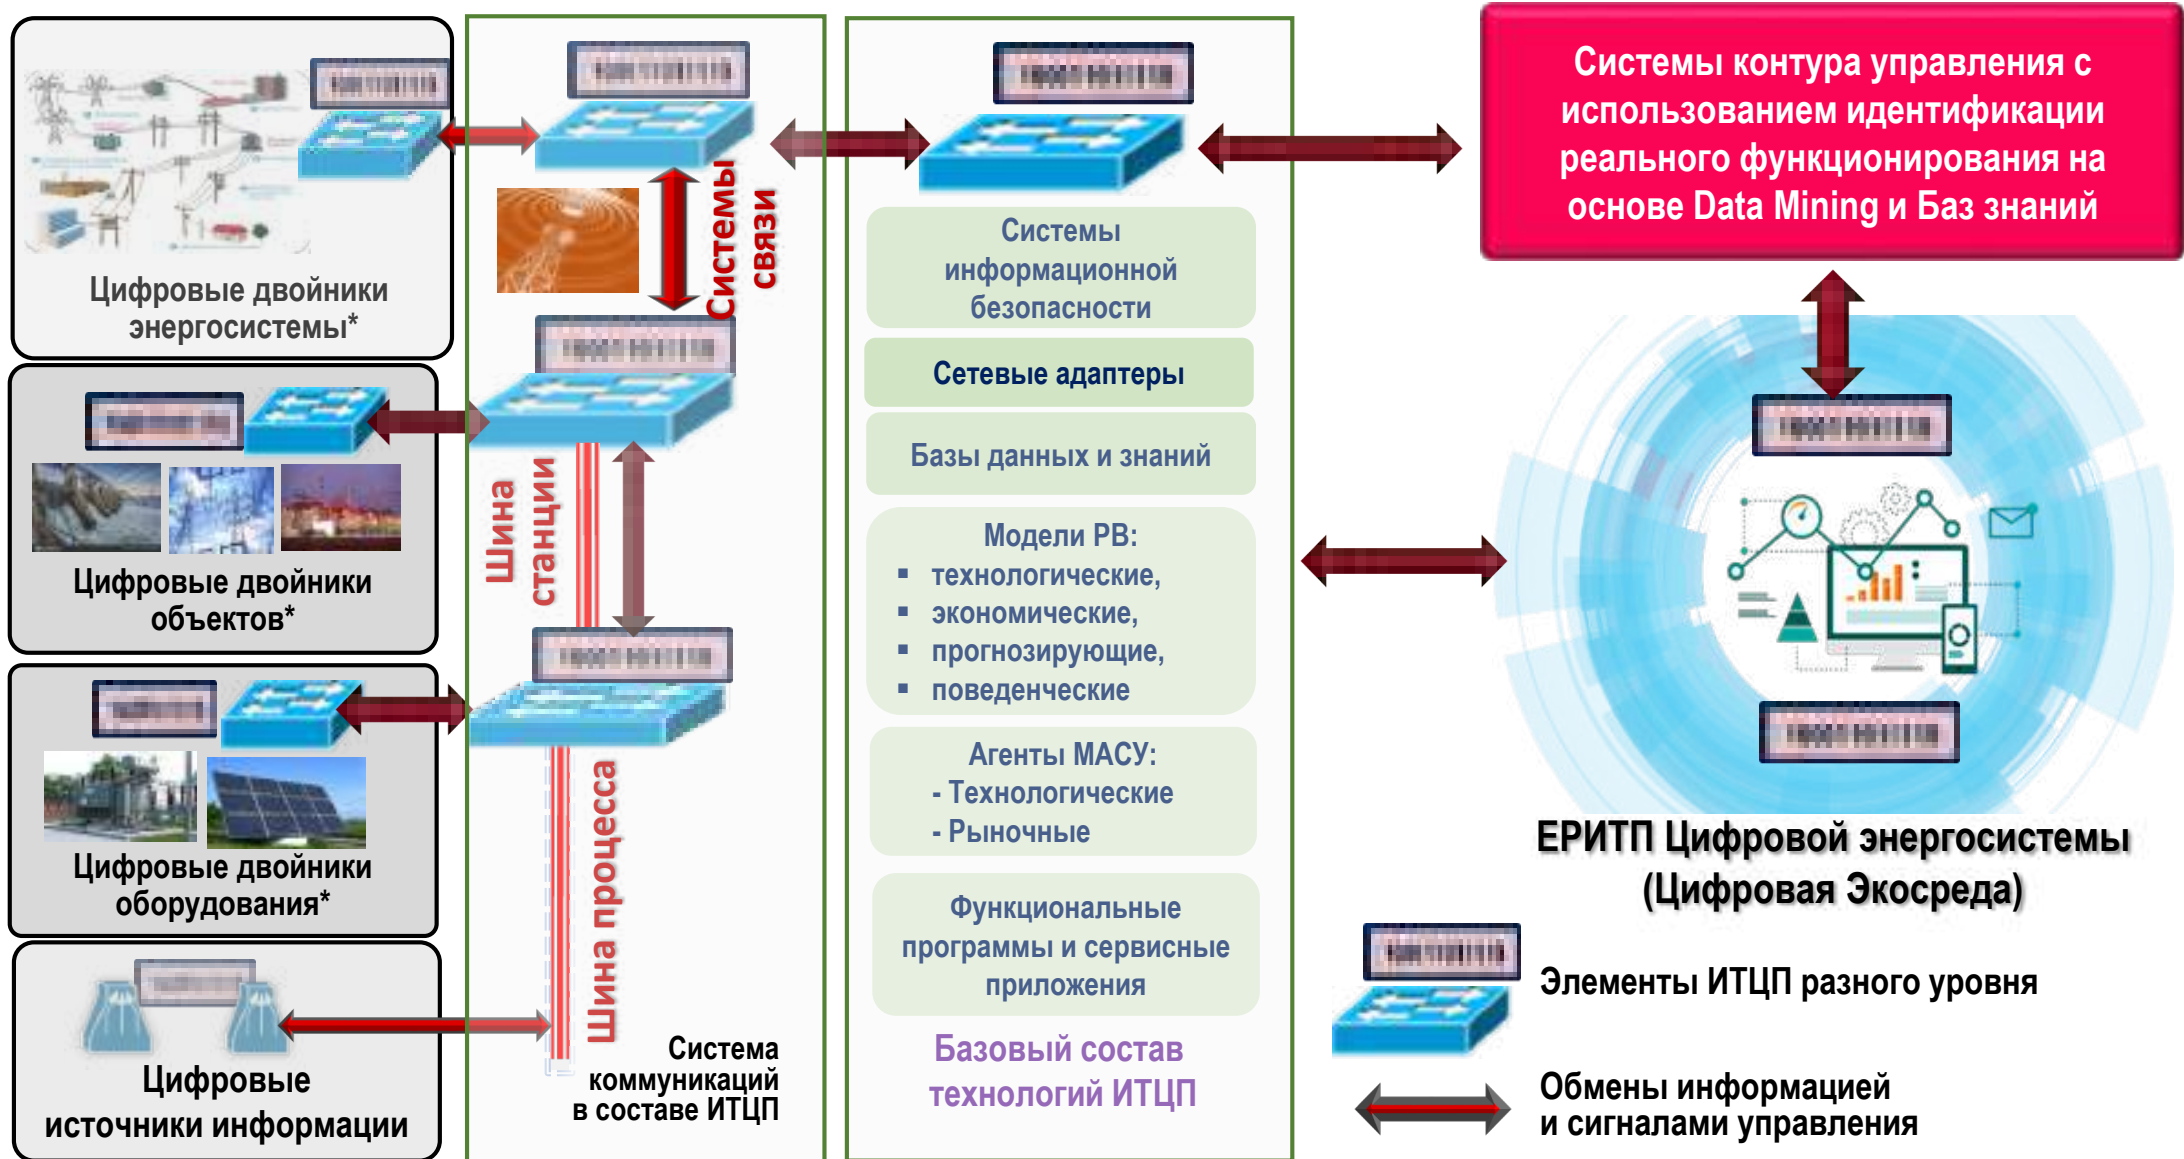 Цифровые двойники
энергосистемы*
Цифровые двойники
объектов*
Цифровые двойники
оборудования*
Цифровые
источники информации
Системы
связи
Шина
станции
Шина процесса
Система
коммуникаций
в составе ИТЦП
Системы
информационной
безопасности
Сетевые адаптеры
Базы данных и знаний
Модели РВ:
▪ технологические,
▪ экономические,
▪ прогнозирующие,
▪ поведенческие
Агенты МАСУ:
- Технологические
- Рыночные
Функциональные
программы и сервисные
приложения
Базовый состав
технологий ИТЦП
Системы контура управления с
использованием идентификации
реального функционирования на
основе Data Mining и Баз знаний
ЕРИТП Цифровой энергосистемы
(Цифровая Экосреда)
Элементы ИТЦП разного уровня
Обмены информацией
и сигналами управления